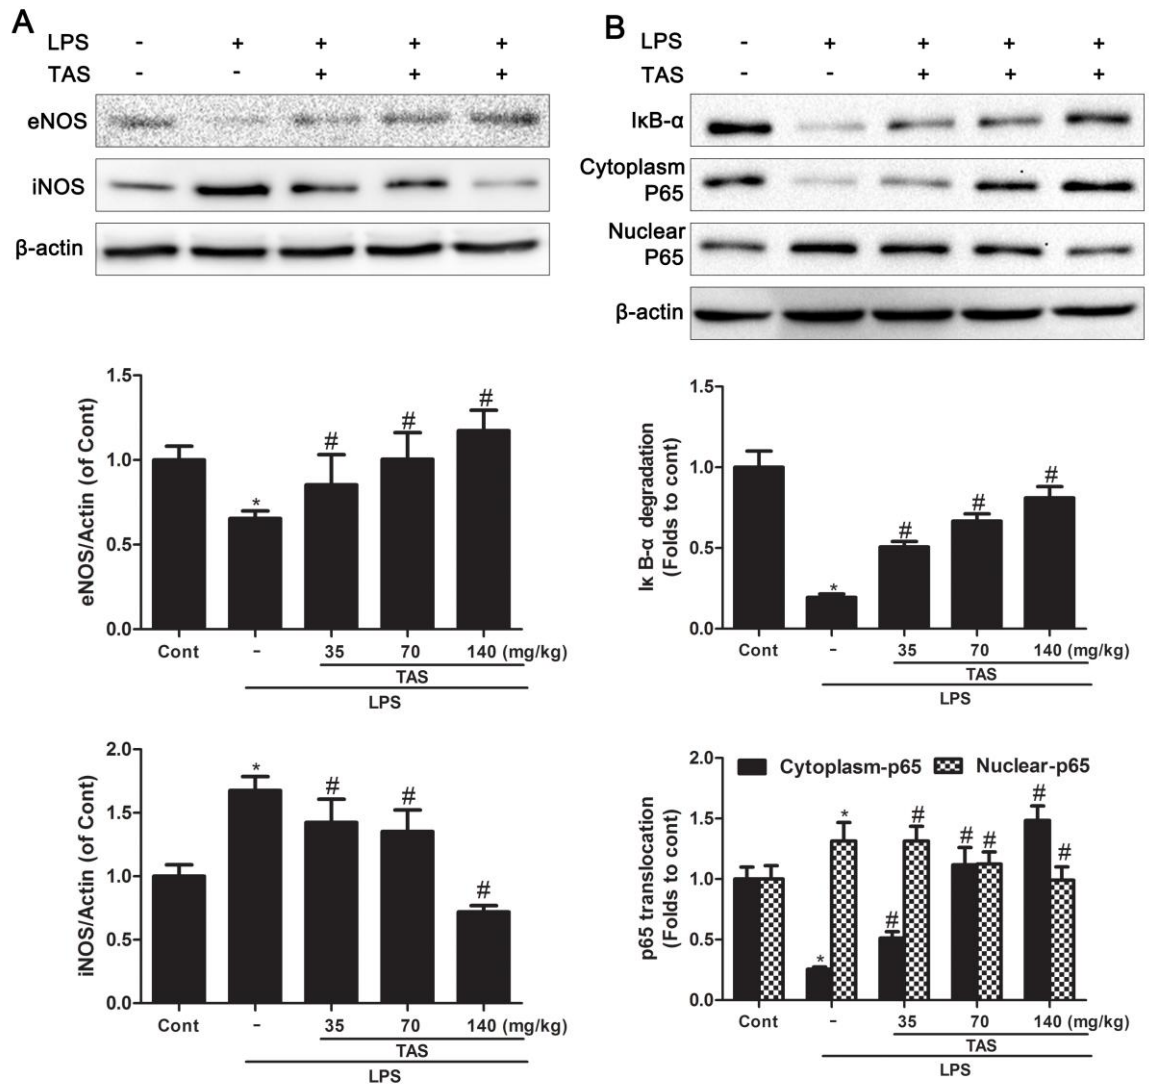 A
LPS - + + + +
TAS - - + + +
eNOS
iNOS
β-actin
eNOS/Actin (of Cont)
1.5
1.0
0.5
0.0
* # # #
Cont - 35 70 140 (mg/kg)
TAS
LPS
iNOS/Actin (of Cont)
2.0
1.5
1.0
0.5
0.0
* # # #
Cont - 35 70 140 (mg/kg)
TAS
LPS
B
LPS - + + + +
TAS - - + + +
IκB-α
Cytoplasm
P65
Nuclear
P65
β-actin
Iκ B-α degradation
(Folds to cont)
1.5
1.0
0.5
0.0
* # # #
Cont - 35 70 140 (mg/kg)
TAS
LPS
p65 translocation
(Folds to cont)
2.0
1.5
1.0
0.5
0.0
Cytoplasm-p65 Nuclear-p65
* * # # # # # #
Cont - 35 70 140 (mg/kg)
TAS
LPS